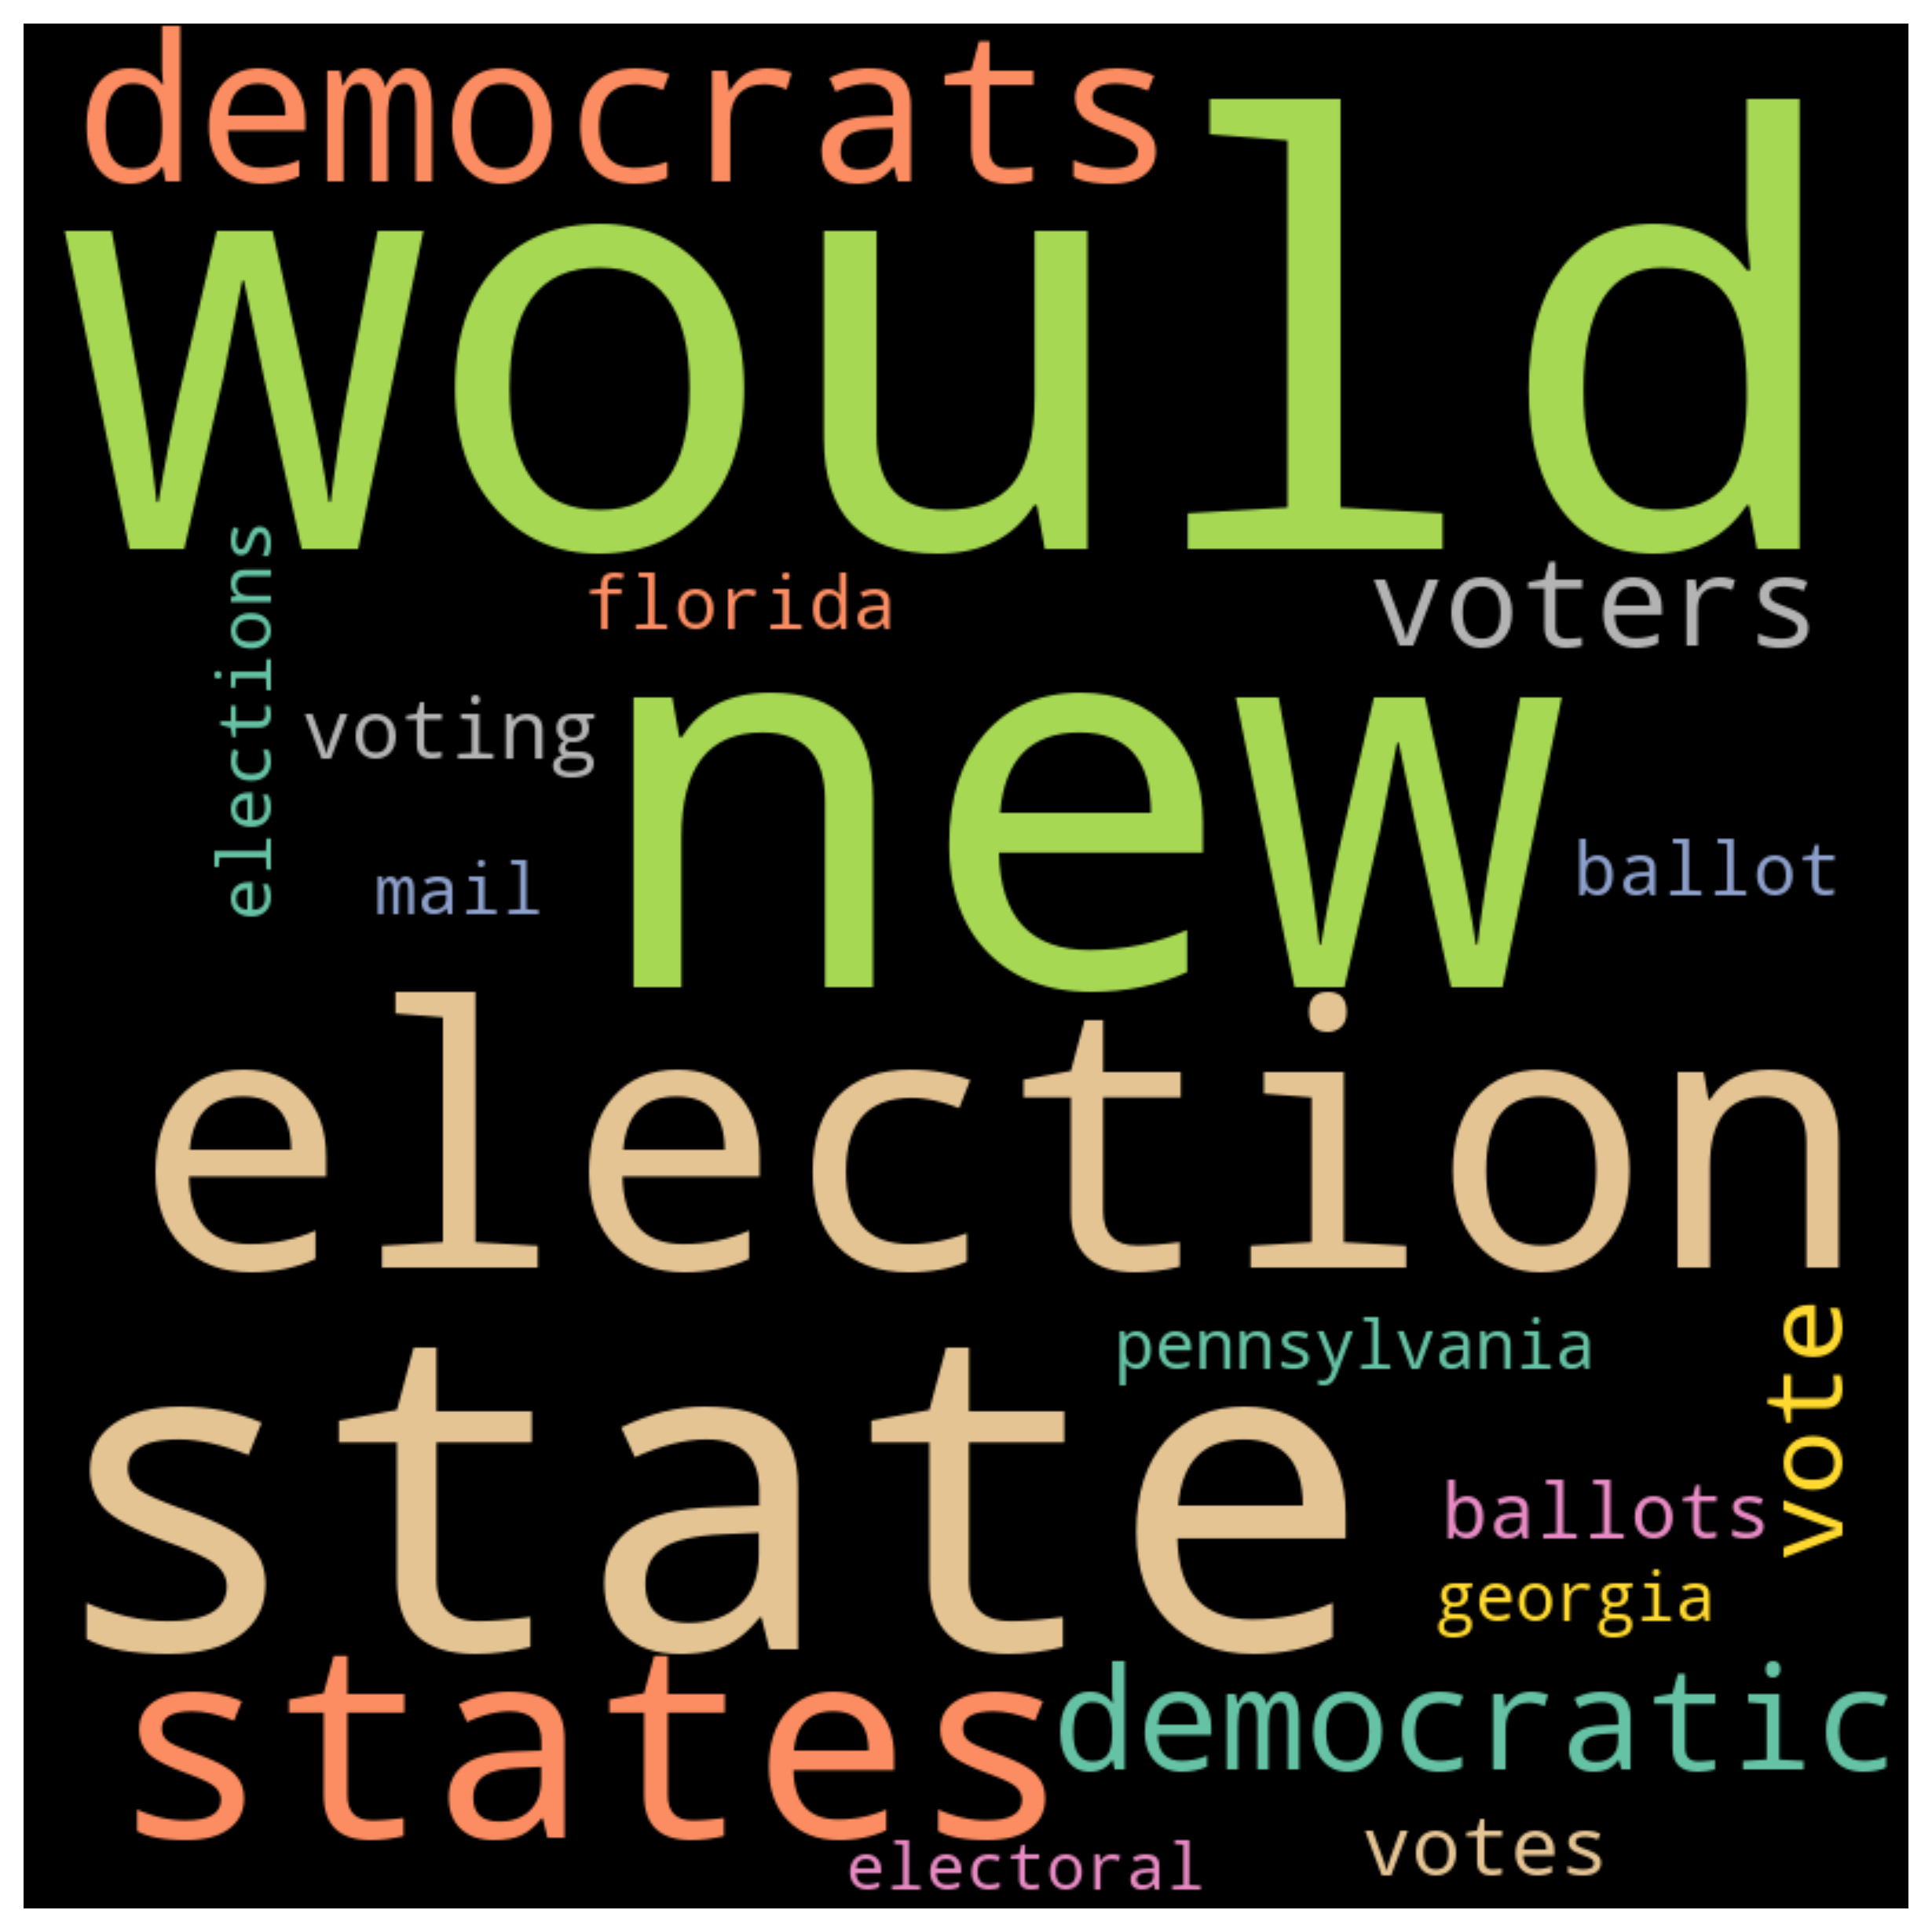 democrats
would
elections
florida
voters
voting
new
mail
ballot
election
pennsylvania
vote
state
ballots
georgia
states
democratic
electoral
votes